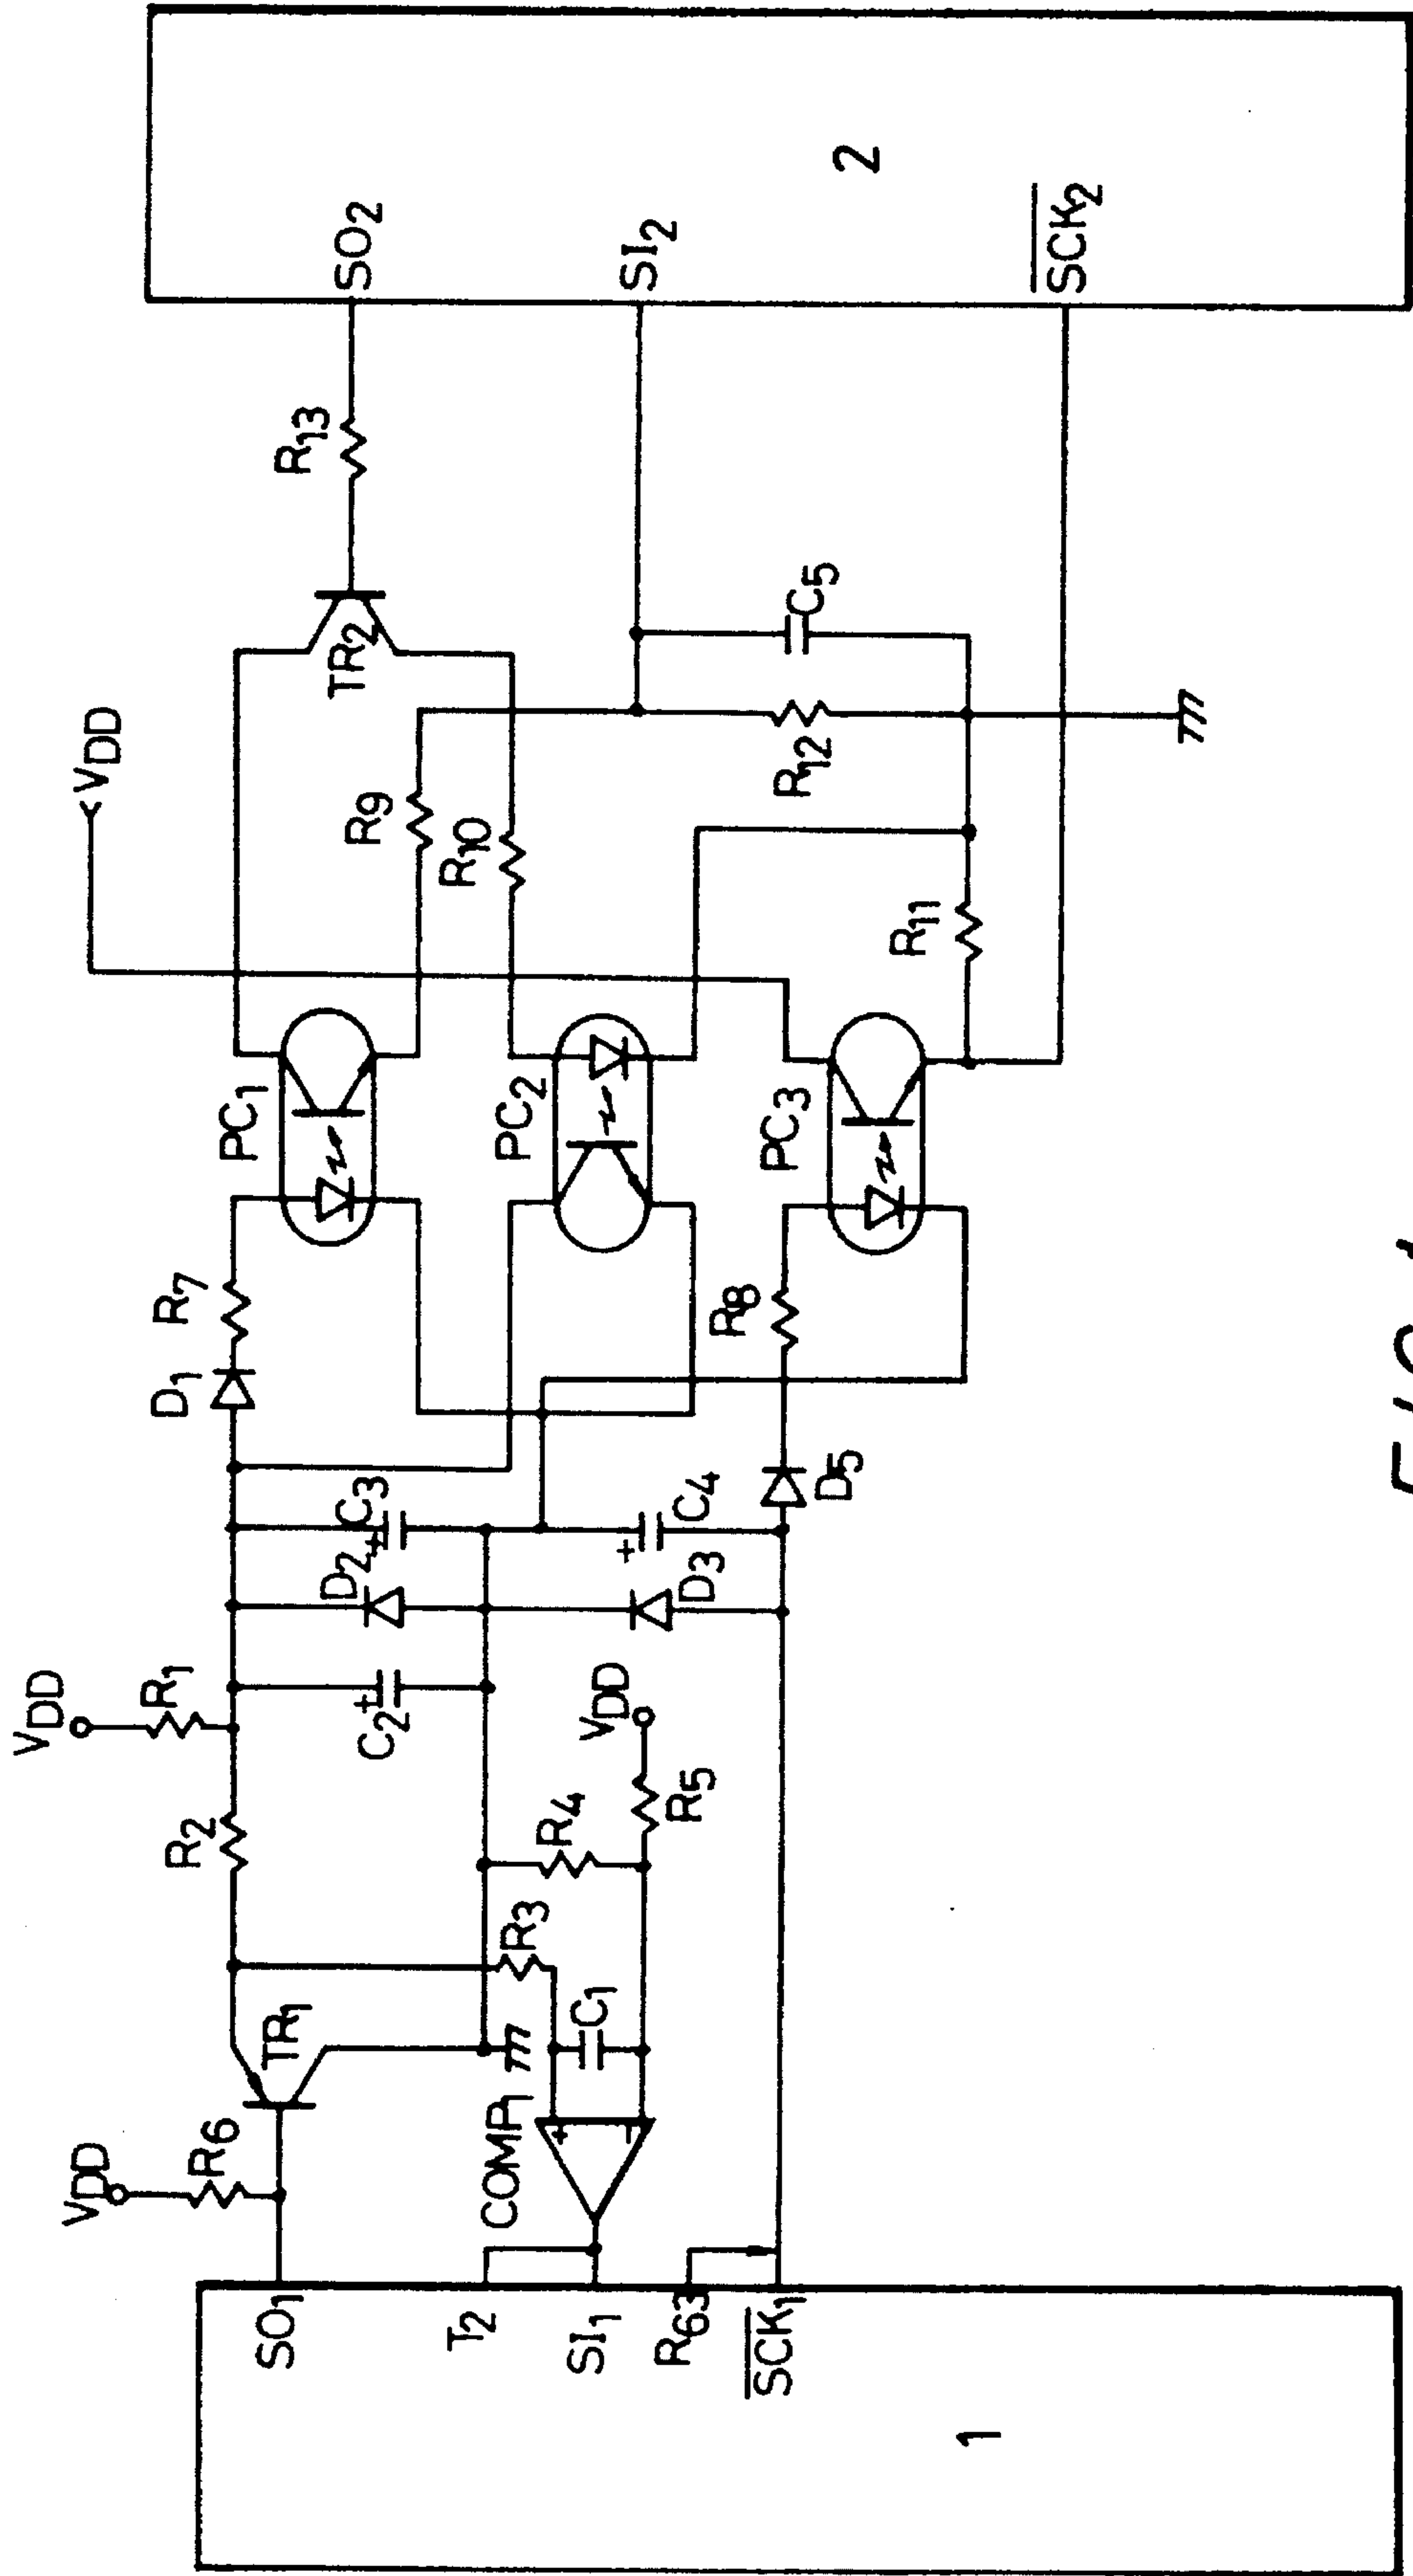 VDD
R1
VDD
VDD
R6
D1
R7
R2
PC1
TR1
R13
SO1
SO2
D2
C3
TR2
R9
C2
R10
T2
COMP1
R3
R4
PC2
+
−
+
+
+
SI1
C1
VDD
SI2
R63
R5
D3
C4
R8
PC3
R12
C5
SCK1
D5
R11
2
1
SCK2